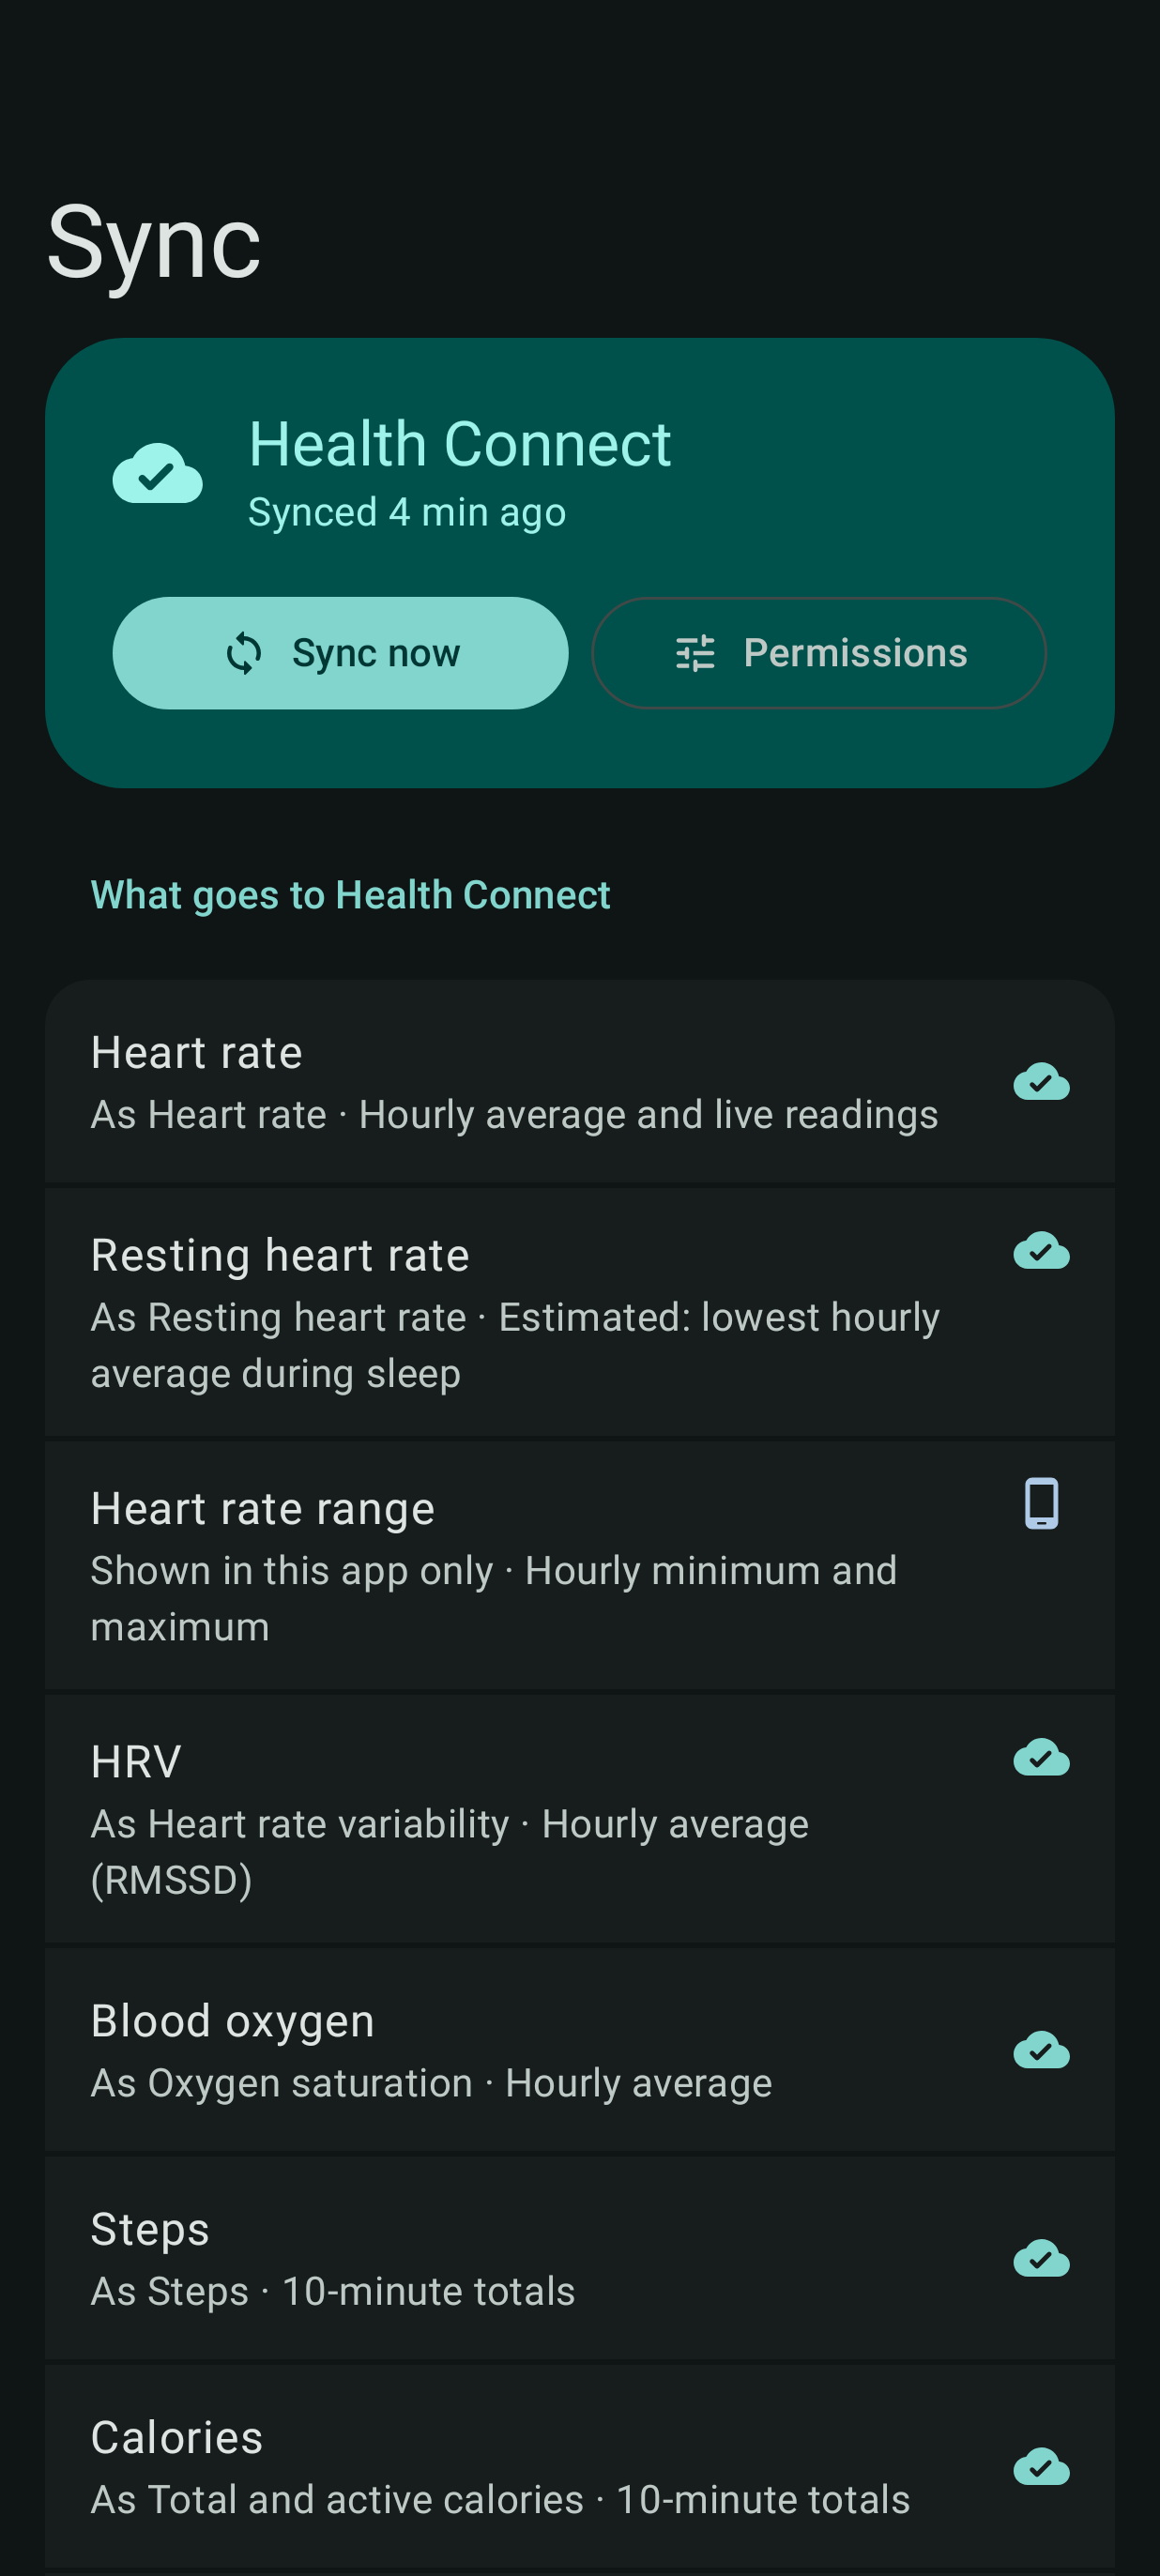 Sync
Health Connect
Synced 4 min ago
Sync now
Permissions
What goes to Health Connect
Heart rate
As Heart rate · Hourly average and live readings
Resting heart rate
As Resting heart rate · Estimated: lowest hourly
average during sleep
Heart rate range
Shown in this app only · Hourly minimum and
maximum
HRV
As Heart rate variability · Hourly average
(RMSSD)
Blood oxygen
As Oxygen saturation · Hourly average
Steps
As Steps · 10-minute totals
Calories
As Total and active calories · 10-minute totals